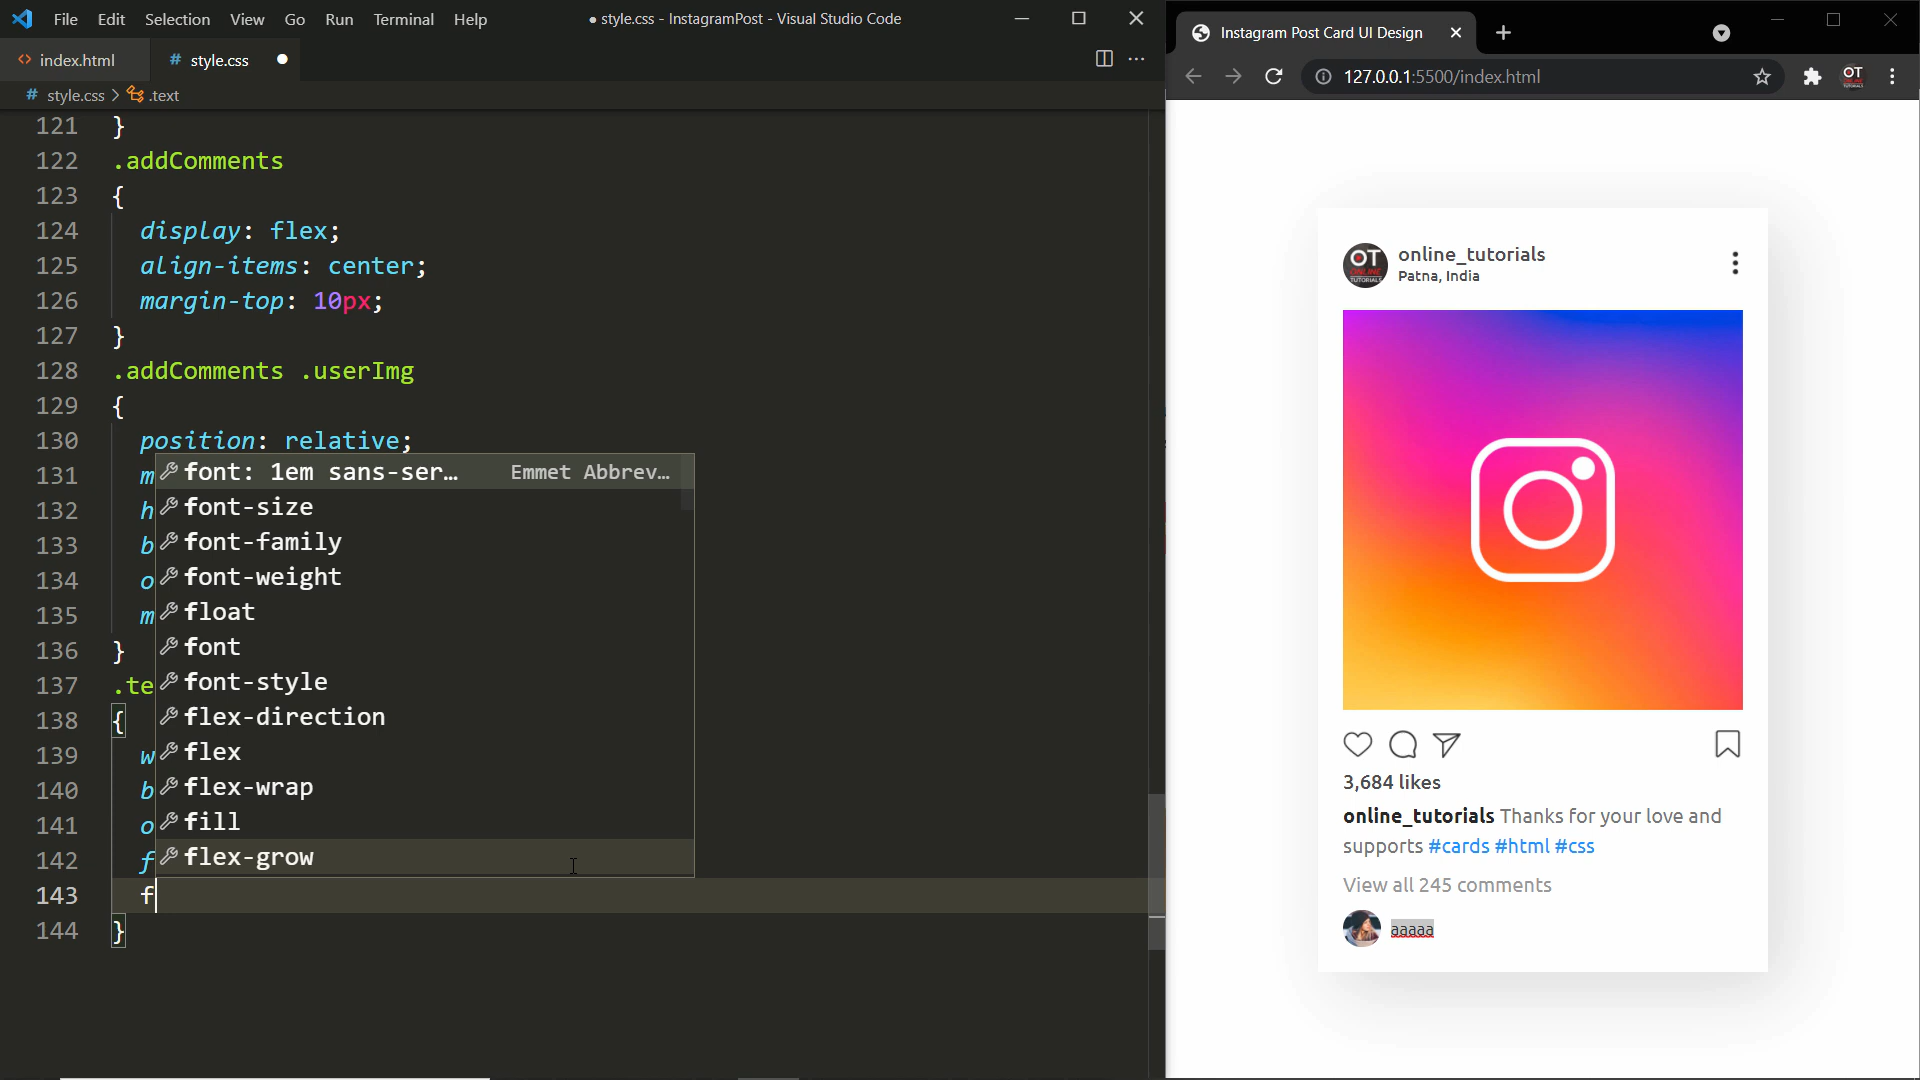 File Edit Selection View Go Run Terminal Help
● style.css - InstagramPost - Visual Studio Code
index.html
# style.css ●
# style.css > .text
121 }
122 .addComments
123 {
124 display: flex;
125 align-items: center;
126 margin-top: 10px;
127 }
128 .addComments .userImg
129 {
130 position: relative;
131 m
132 h
133 b
134 o
135 m
136 }
137 .te
138 {
139 w
140 b
141 o
142 f
143 f
144 }
font: 1em sans-ser… Emmet Abbrev…
font-size
font-family
font-weight
float
font
font-style
flex-direction
flex
flex-wrap
fill
flex-grow
Instagram Post Card UI Design
127.0.0.1:5500/index.html
OT
OT
ONLINE
TUTORIALS
online_tutorials
Patna, India
3,684 likes
online_tutorials Thanks for your love and
supports #cards #html #css
View all 245 comments
aaaaa